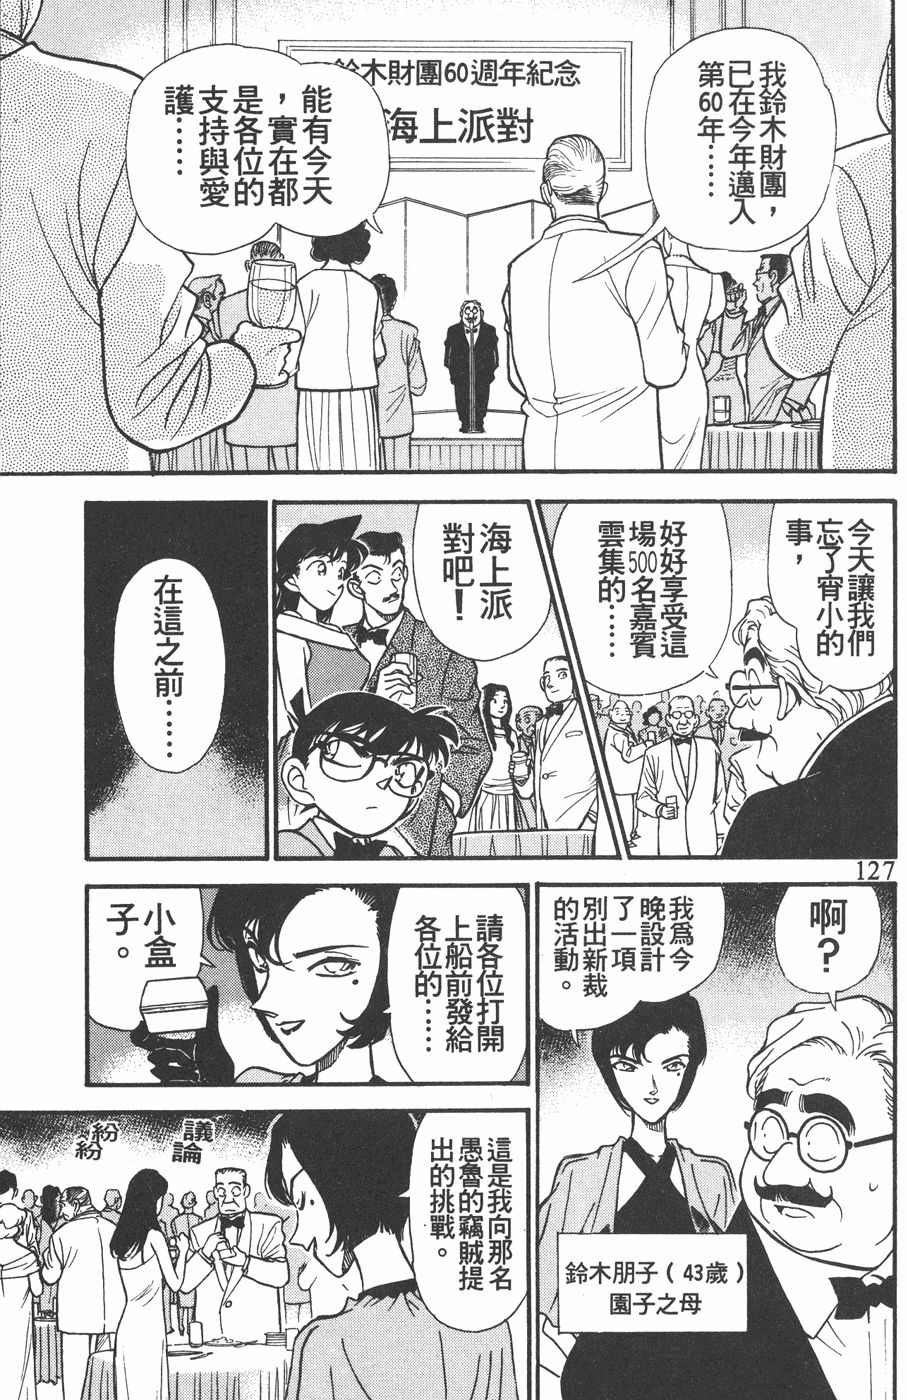 鈴木財團60週年紀念
海上派對
我鈴木財團，
已在今年邁入
第60年……
能有今天
，實在都
是各位的
支持與愛
護……
今天讓我們
忘了宵小的
事，
好好享受這
場500名嘉賓
雲集的……
海上派
對吧！
在這之前……
127
啊？
我為今
晚設計
了一項
別出新裁
的活動。
鈴木朋子（43歲）
園子之母
請各位打開
上船前發給
各位的……
小盒
子。
這是我向那名
愚魯的竊賊提
出的挑戰。
議論
紛紛